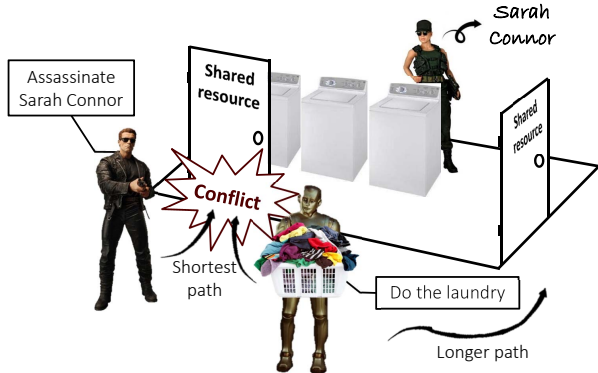 Sarah
Connor
Assassinate
Sarah Connor
Shared
resource
Shared
resource
Conflict
Shortest
path
Do the laundry
Longer path